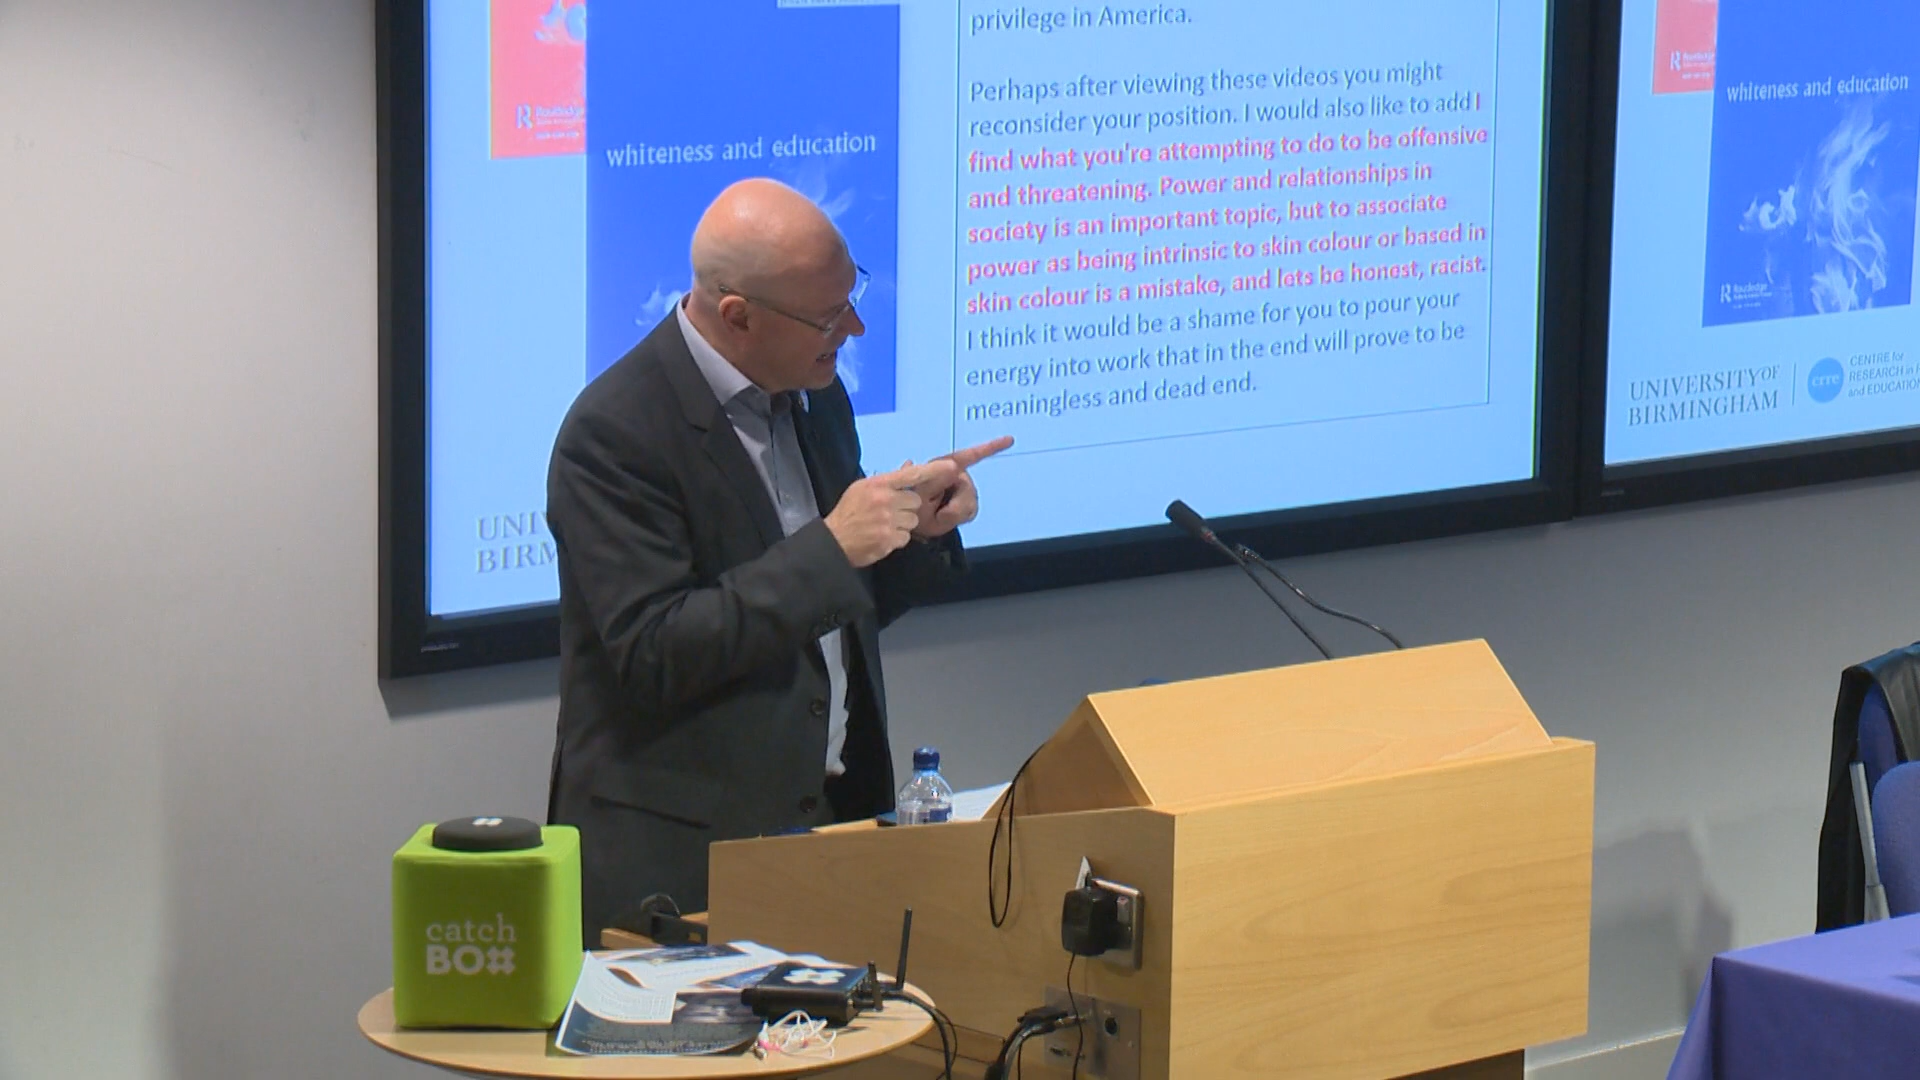 privilege in America.
Perhaps after viewing these videos you might
reconsider your position. I would also like to add I
find what you're attempting to do to be offensive
and threatening. Power and relationships in
society is an important topic, but to associate
power as being intrinsic to skin colour or based in
skin colour is a mistake, and lets be honest, racist.
I think it would be a shame for you to pour your
energy into work that in the end will prove to be
meaningless and dead end.
R Routledge
whiteness and education
UNIV
BIRM
whiteness and education
R Routledge
UNIVERSITY OF
BIRMINGHAM
crre
CENTRE for
RESEARCH in R
and EDUCATION
catch
BOX